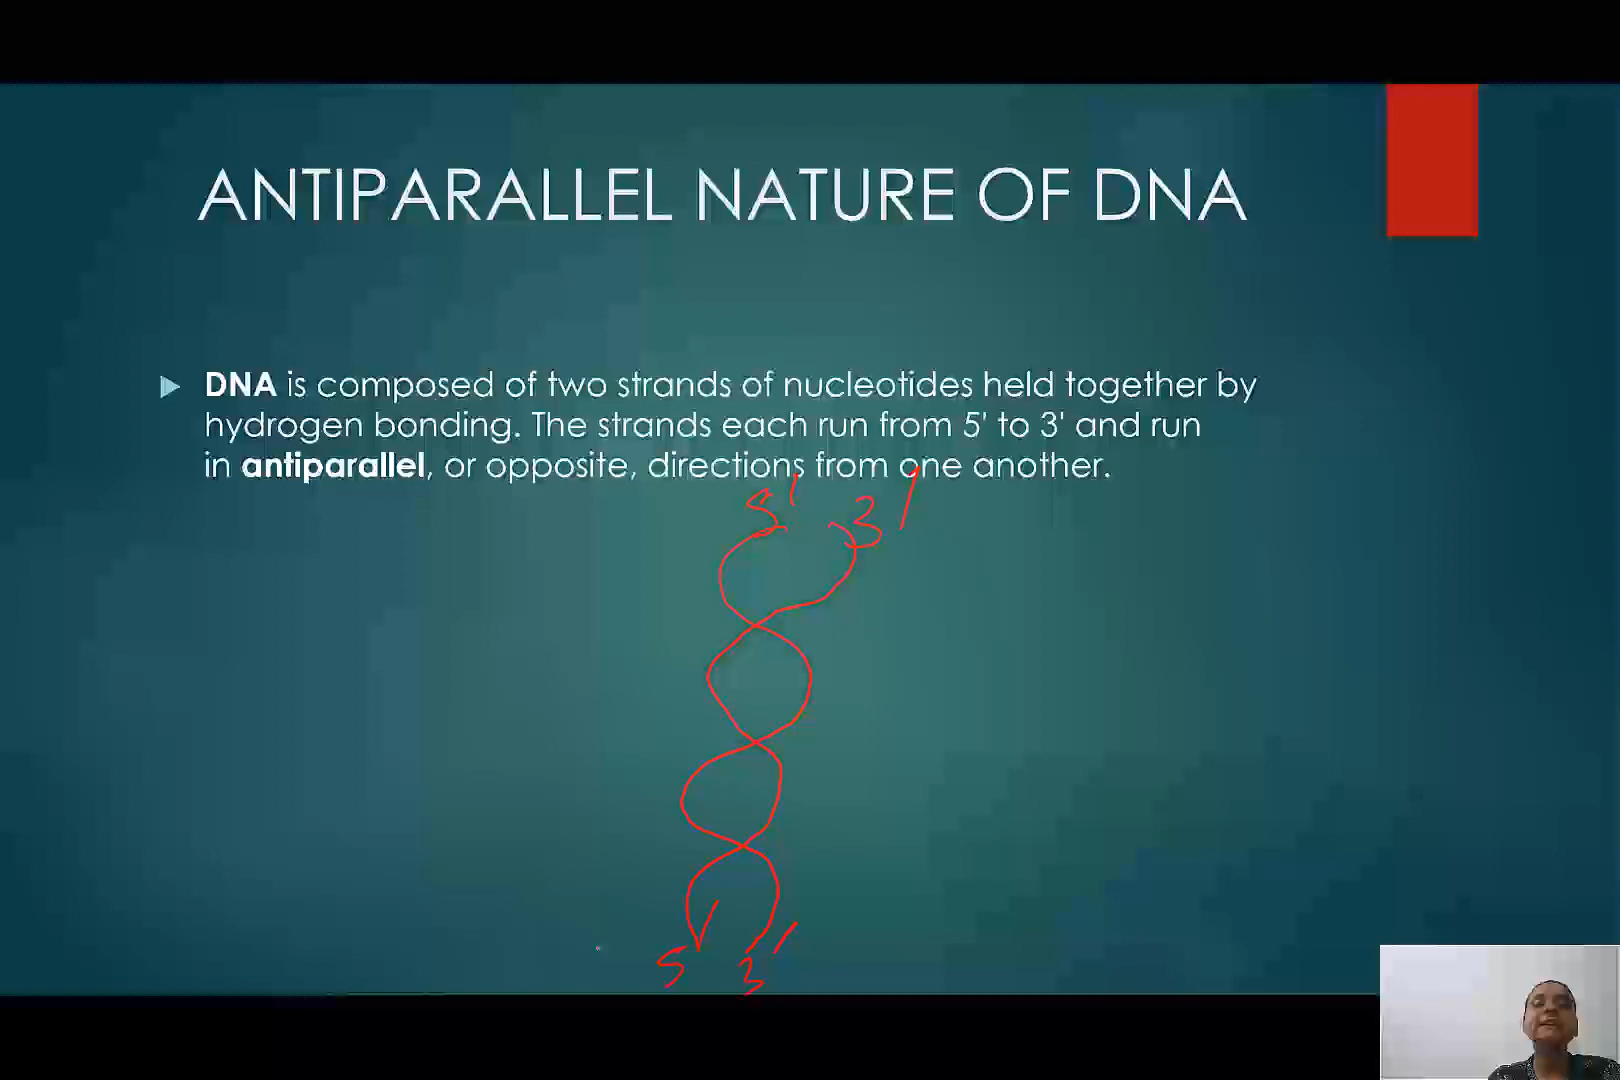 ANTIPARALLEL NATURE OF DNA
DNA is composed of two strands of nucleotides held together by
hydrogen bonding. The strands each run from 5' to 3' and run
in antiparallel, or opposite, directions from one another.
5' 3'
5' 3'